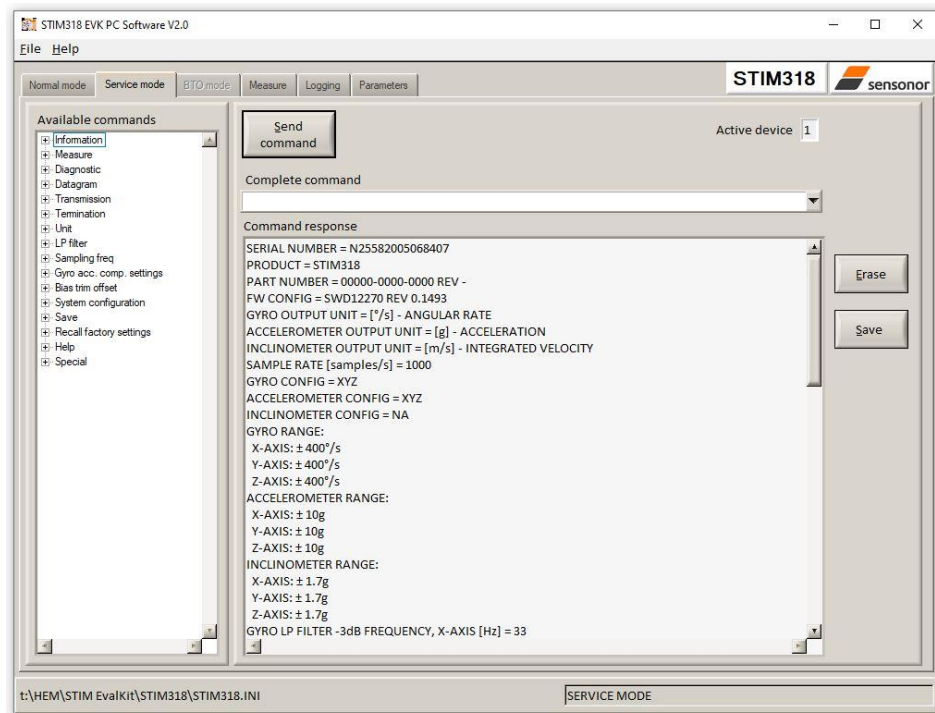 STIM318 EVK PC Software V2.0
File Help
Normal mode Service mode BTO mode Measure Logging Parameters
STIM318 sensonor
Available commands
Information
Measure
Diagnostic
Datagram
Transmission
Termination
Unit
LP filter
Sampling freq
Gyro acc. comp. settings
Bias trim offset
System configuration
Save
Recall factory settings
Help
Special
Send
command
Active device 1
Complete command
Command response
SERIAL NUMBER = N25582005068407
PRODUCT = STIM318
PART NUMBER = 00000-0000-0000 REV -
FW CONFIG = SWD12270 REV 0.1493
GYRO OUTPUT UNIT = [°/s] - ANGULAR RATE
ACCELEROMETER OUTPUT UNIT = [g] - ACCELERATION
INCLINOMETER OUTPUT UNIT = [m/s] - INTEGRATED VELOCITY
SAMPLE RATE [samples/s] = 1000
GYRO CONFIG = XYZ
ACCELEROMETER CONFIG = XYZ
INCLINOMETER CONFIG = NA
GYRO RANGE:
X-AXIS: ±400°/s
Y-AXIS: ±400°/s
Z-AXIS: ±400°/s
ACCELEROMETER RANGE:
X-AXIS: ±10g
Y-AXIS: ±10g
Z-AXIS: ±10g
INCLINOMETER RANGE:
X-AXIS: ±1.7g
Y-AXIS: ±1.7g
Z-AXIS: ±1.7g
GYRO LP FILTER -3dB FREQUENCY, X-AXIS [Hz] = 33
Erase
Save
t:\HEM\STIM EvalKit\STIM318\STIM318.INI
SERVICE MODE